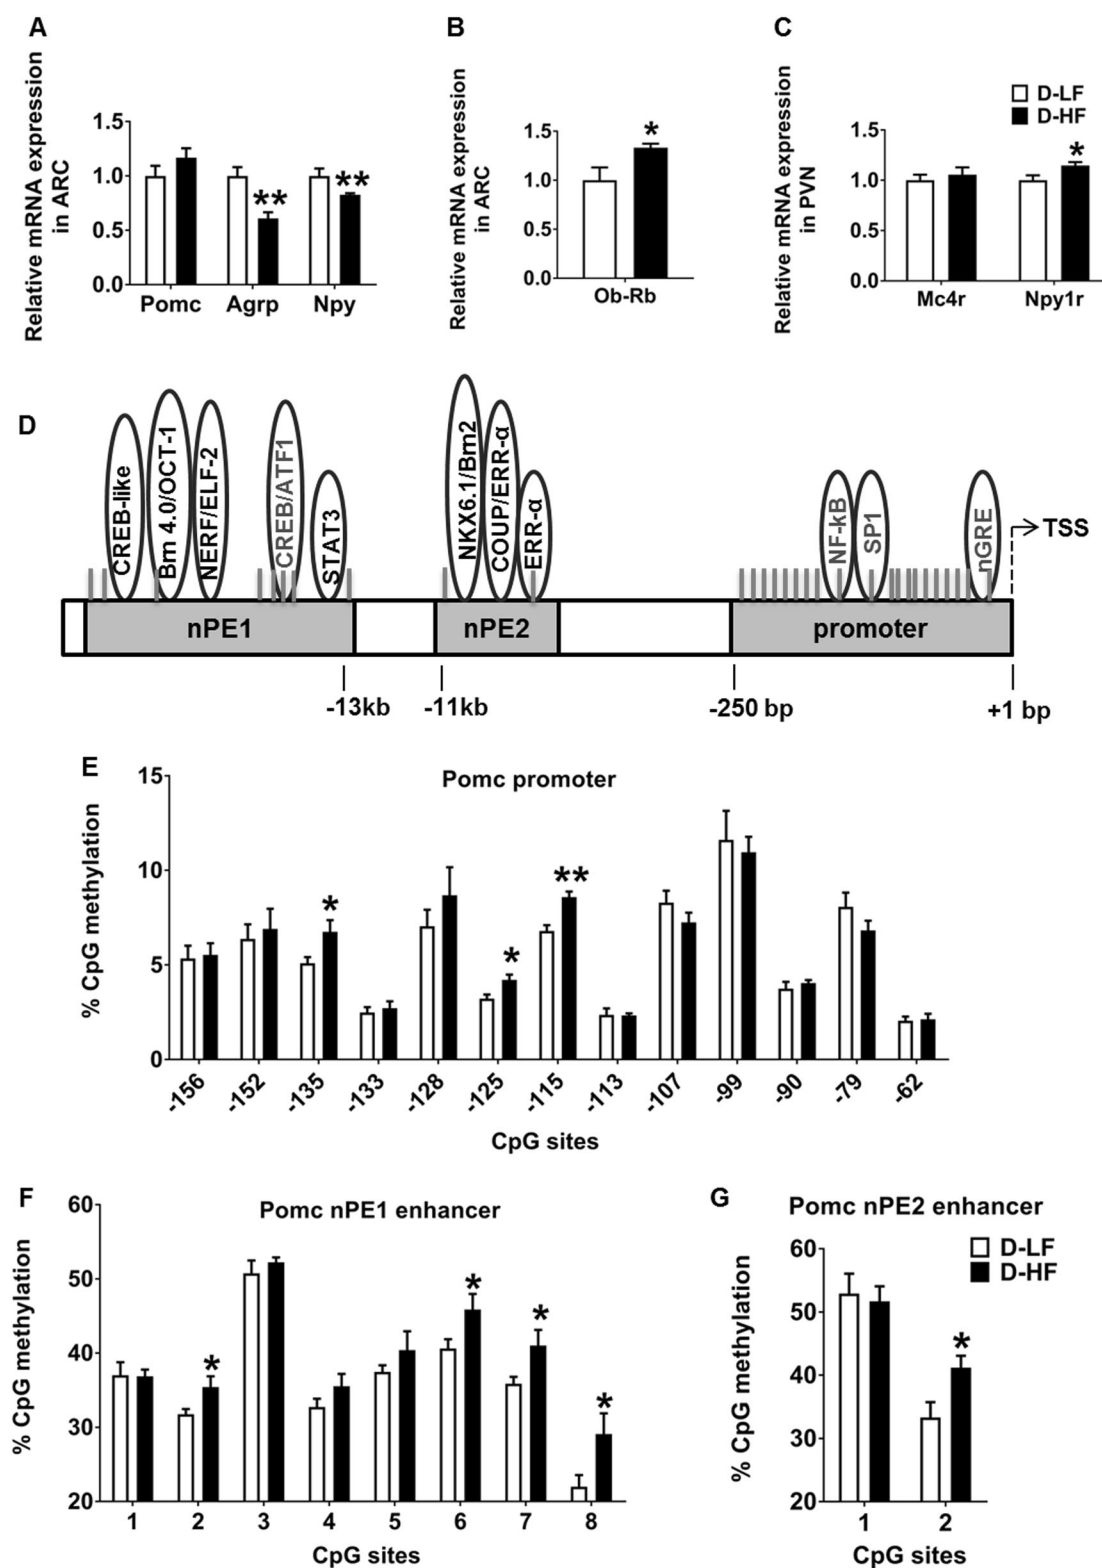 A
Relative mRNA expression
in ARC
1.5
1.0
0.5
0.0
**
**
Pomc Agrp Npy
B
Relative mRNA expression
in ARC
1.5
1.0
0.5
0.0
*
Ob-Rb
C
Relative mRNA expression
in PVN
D-LF
D-HF
1.5
1.0
0.5
0.0
*
Mc4r Npy1r
D
CREB-like
Brn 4.0/OCT-1
NERF/ELF-2
CREB/ATF1
STAT3
NKX6.1/Brn2
COUP/ERR-α
ERR-α
NF-kB
SP1
nGRE
TSS
nPE1 nPE2 promoter
-13kb -11kb -250 bp +1 bp
E
Pomc promoter
% CpG methylation
15
10
5
0
* * **
-156 -152 -135 -133 -128 -125 -115 -113 -107 -99 -90 -79 -62
CpG sites
F
Pomc nPE1 enhancer
% CpG methylation
60
50
40
30
20
* * * *
1 2 3 4 5 6 7 8
CpG sites
G
Pomc nPE2 enhancer
D-LF
D-HF
% CpG methylation
60
50
40
30
20
*
1 2
CpG sites